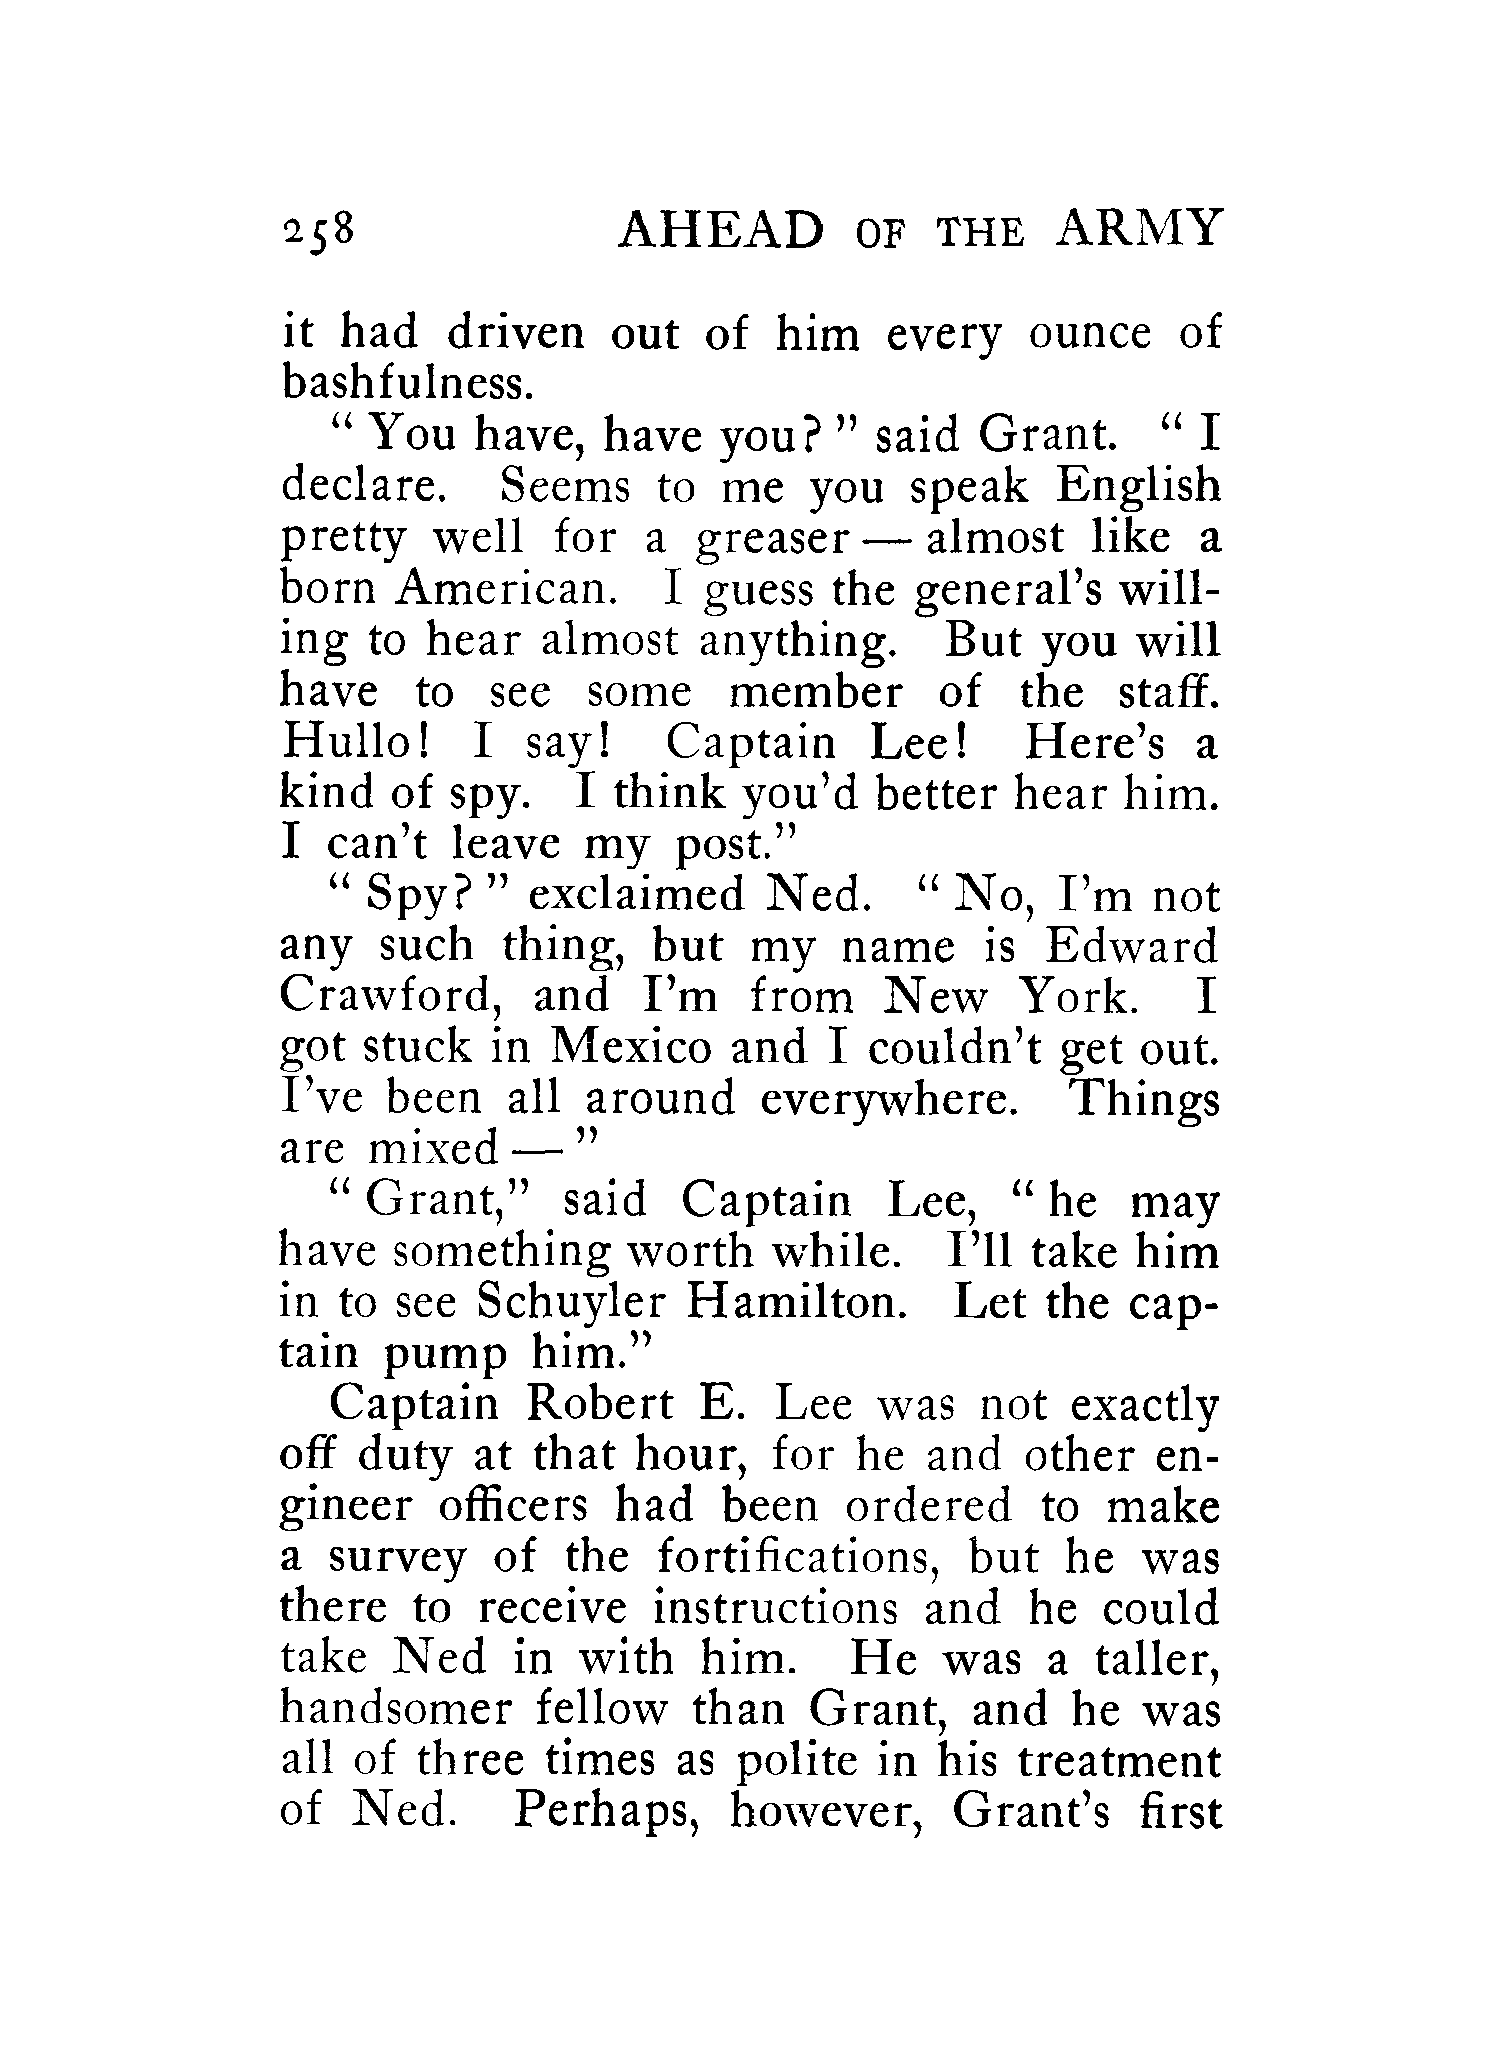 258 AHEAD OF THE ARMY
it had driven out of him every ounce of
bashfulness.
“ You have, have you? ” said Grant. “ I
declare. Seems to me you speak English
pretty well for a greaser — almost like a
born American. I guess the general’s will-
ing to hear almost anything. But you will
have to see some member of the staff.
Hullo! I say! Captain Lee! Here’s a
kind of spy. I think you’d better hear him.
I can’t leave my post.”
“ Spy? ” exclaimed Ned. “ No, I’m not
any such thing, but my name is Edward
Crawford, and I’m from New York. I
got stuck in Mexico and I couldn’t get out.
I’ve been all around everywhere. Things
are mixed — ”
“ Grant,” said Captain Lee, “ he may
have something worth while. I’ll take him
in to see Schuyler Hamilton. Let the cap-
tain pump him.”
Captain Robert E. Lee was not exactly
off duty at that hour, for he and other en-
gineer officers had been ordered to make
a survey of the fortifications, but he was
there to receive instructions and he could
take Ned in with him. He was a taller,
handsomer fellow than Grant, and he was
all of three times as polite in his treatment
of Ned. Perhaps, however, Grant’s first